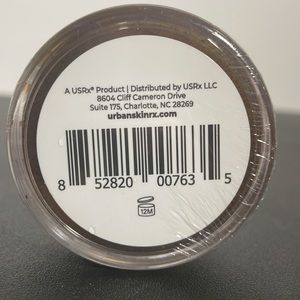 A USRx® Product | Distributed by USRx LLC
8604 Cliff Cameron Drive
Suite 175, Charlotte, NC 28269
urbanskinrx.com
8 52820 00763 5
12M